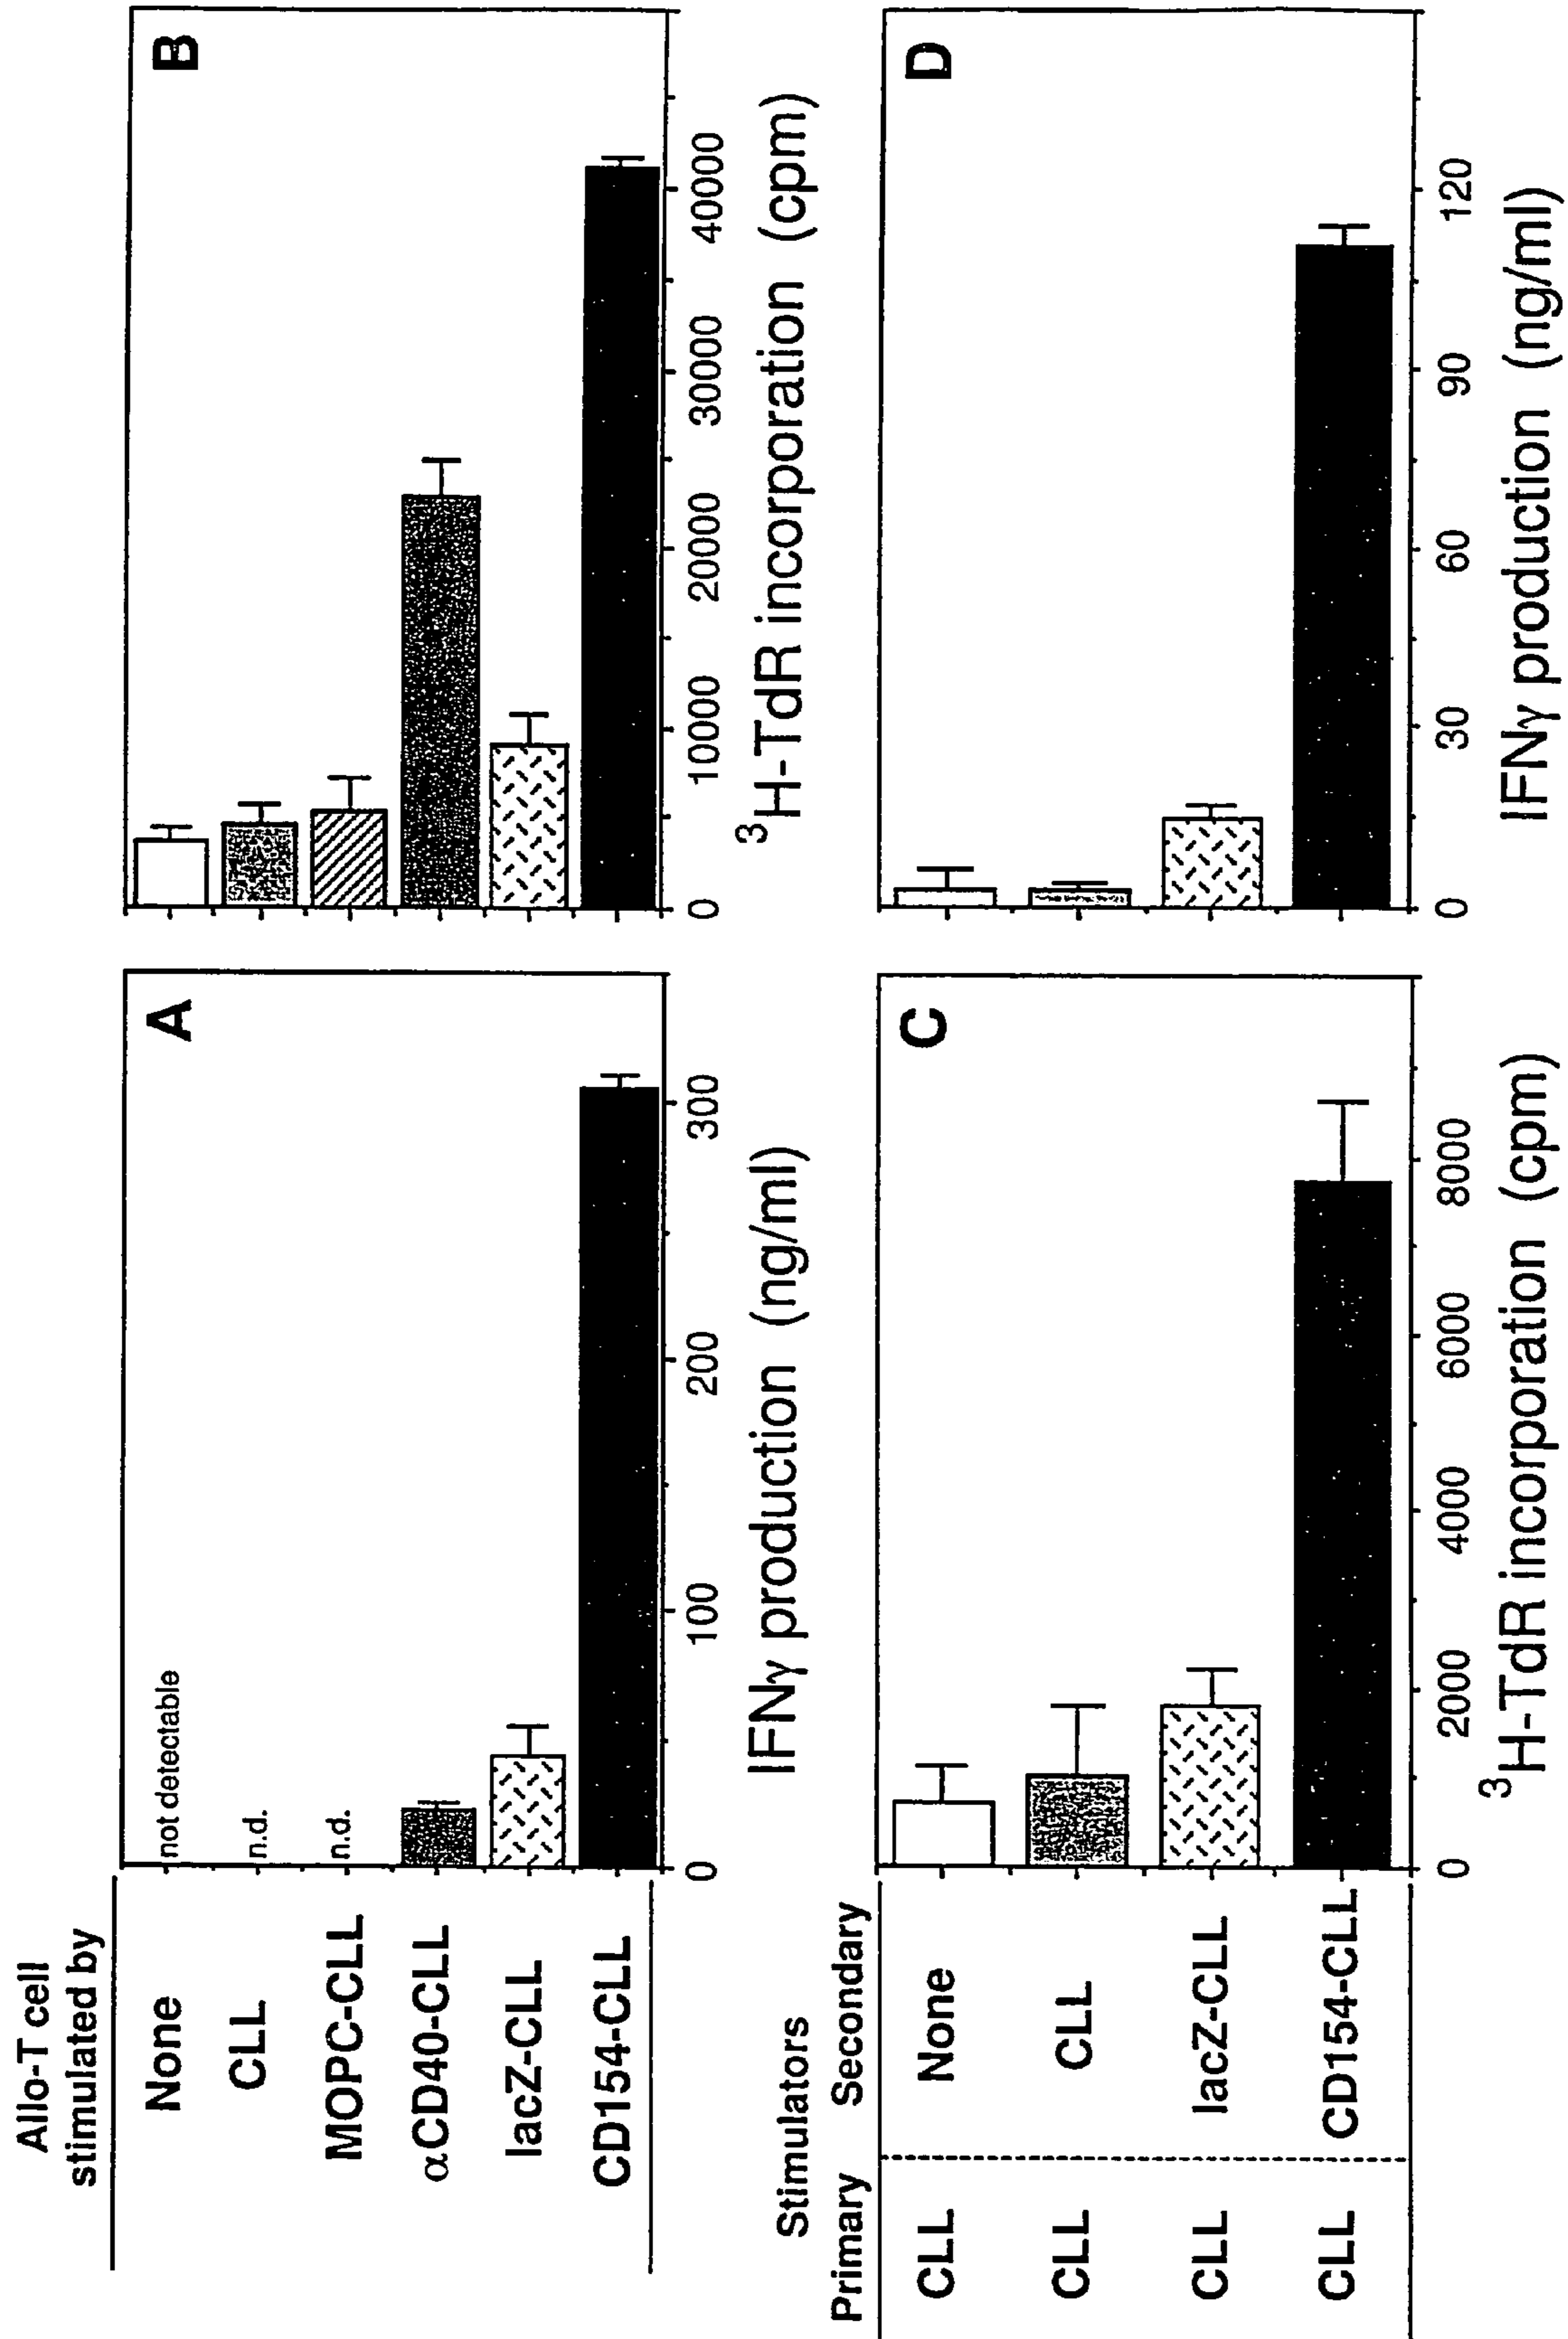 Allo-T cell
stimulated by
None
CLL
MOPC-CLL
αCD40-CLL
lacZ-CLL
CD154-CLL
A
not detectable
n.d.
n.d.
0 100 200 300
IFNγ production (ng/ml)
B
0 10000 20000 30000 40000
³H-TdR incorporation (cpm)
Stimulators
Primary Secondary
CLL None
CLL CLL
CLL lacZ-CLL
CLL CD154-CLL
C
0 2000 4000 6000 8000
³H-TdR incorporation (cpm)
D
0 30 60 90 120
IFNγ production (ng/ml)